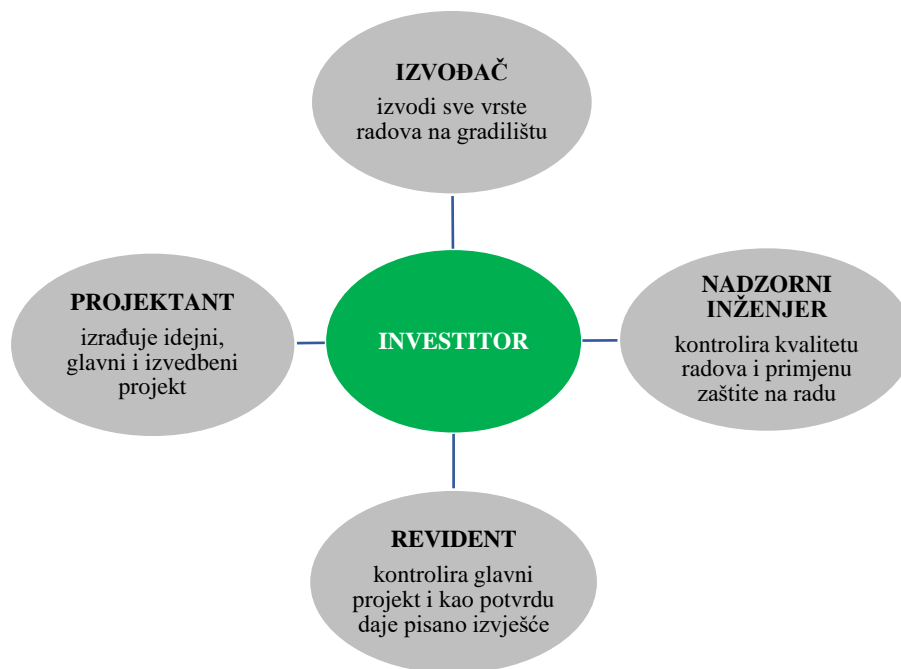 IZVOĐAČ
izvodi sve vrste
radova na gradilištu
PROJEKTANT
izrađuje idejni,
glavni i izvedbeni
projekt
INVESTITOR
NADZORNI
INŽENJER
kontrolira kvalitetu
radova i primjenu
zaštite na radu
REVIDENT
kontrolira glavni
projekt i kao potvrdu
daje pisano izvješće